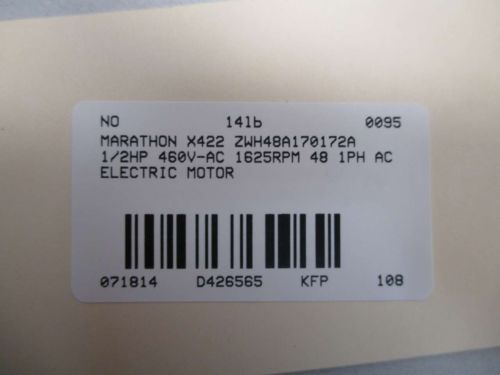 NO 14lb 0095
MARATHON X422 ZWH48A170172A
1/2HP 460V-AC 1625RPM 48 1PH AC
ELECTRIC MOTOR
071814 D426565 KFP 108